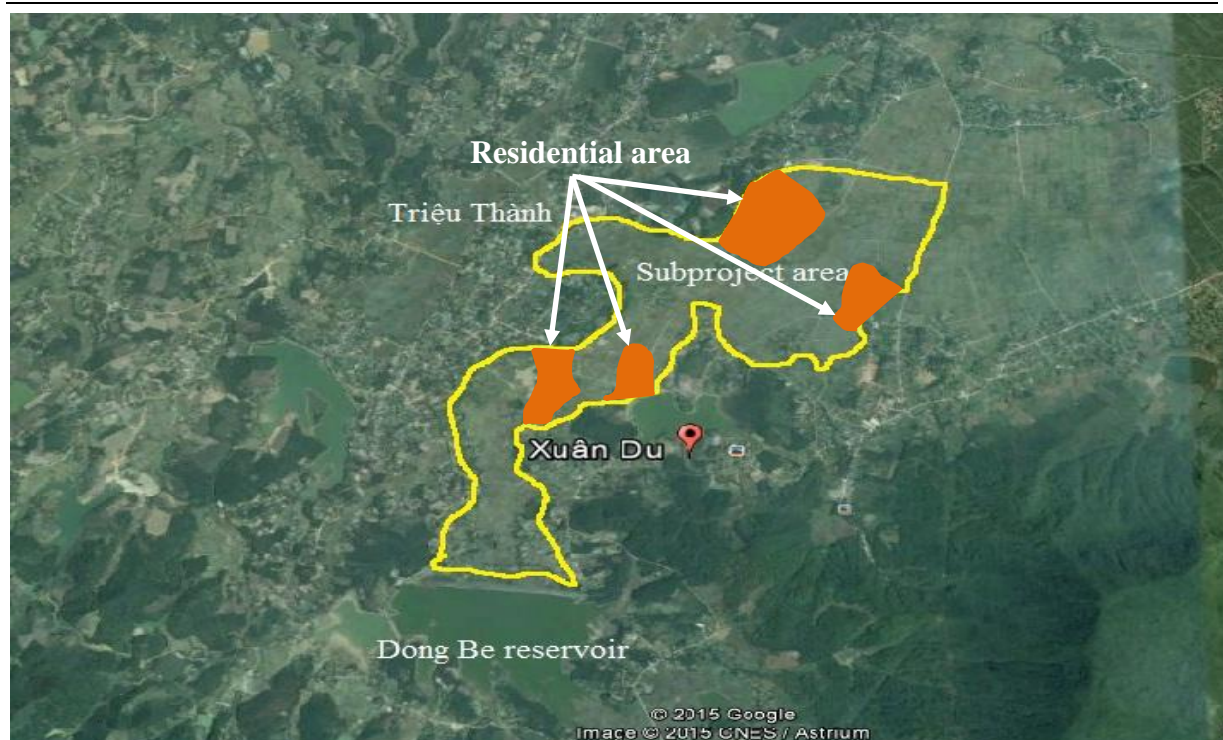 Residential area
Triệu Thành
Subproject area
Xuân Du
Dong Be reservoir
© 2015 Google
Image © 2015 CNES / Astrium